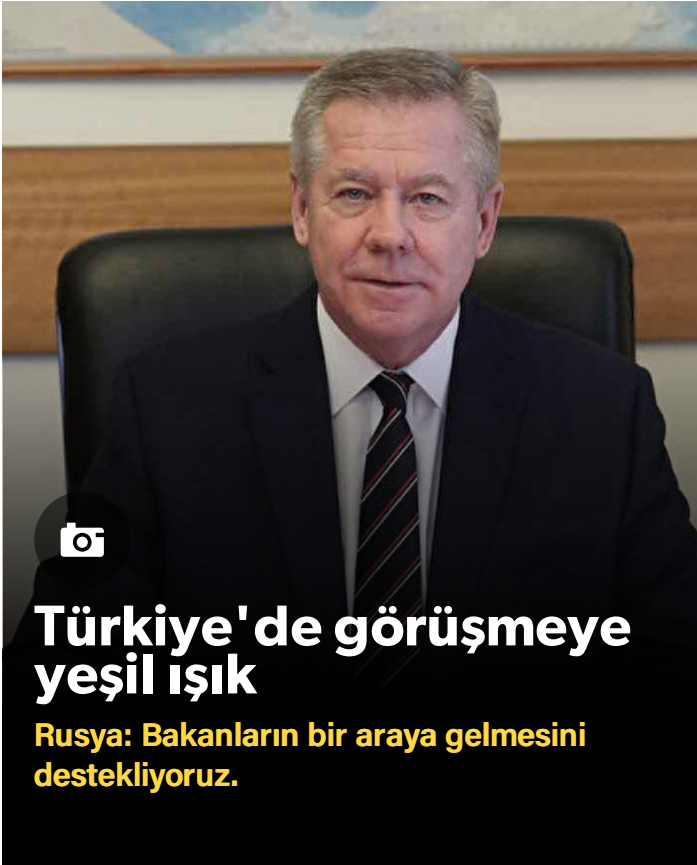 Türkiye'de görüşmeye
yeşil ışık
Rusya: Bakanların bir araya gelmesini
destekliyoruz.